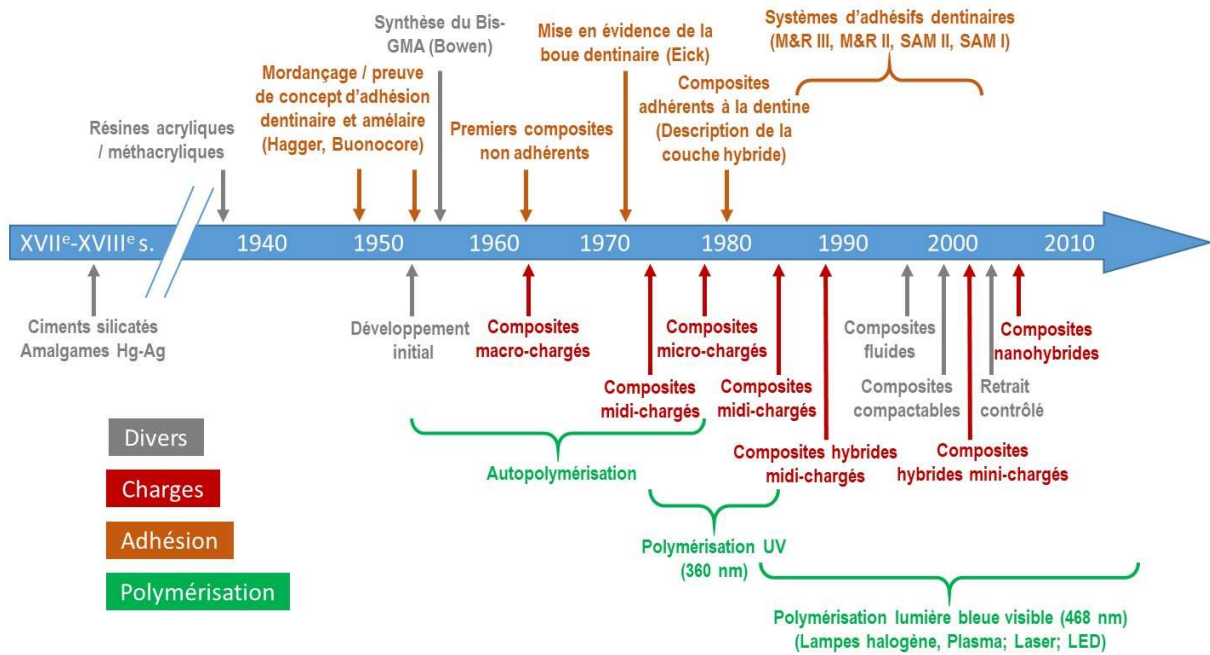 Synthèse du Bis-
GMA (Bowen)
Mise en évidence de la
boue dentinaire (Eick)
Systèmes d'adhésifs dentinaires
(M&R III, M&R II, SAM II, SAM I)
Mordançage / preuve
de concept d'adhésion
dentinaire et amélaire
(Hagger, Buonocore)
Composites
adhérents à la dentine
(Description de la
couche hybride)
Résines acryliques
/ méthacryliques
Premiers composites
non adhérents
XVIIe-XVIIIe s.
1940
1950
1960
1970
1980
1990
2000
2010
Ciments silicatés
Amalgames Hg-Ag
Développement
initial
Composites
macro-chargés
Composites
micro-chargés
Composites
fluides
Composites
nanohybrides
Composites
midi-chargés
Composites
midi-chargés
Composites
compactables
Retrait
contrôlé
Composites hybrides
midi-chargés
Composites
hybrides mini-chargés
Divers
Charges
Adhésion
Polymérisation
Autopolymérisation
Polymérisation UV
(360 nm)
Polymérisation lumière bleue visible (468 nm)
(Lampes halogène, Plasma; Laser; LED)